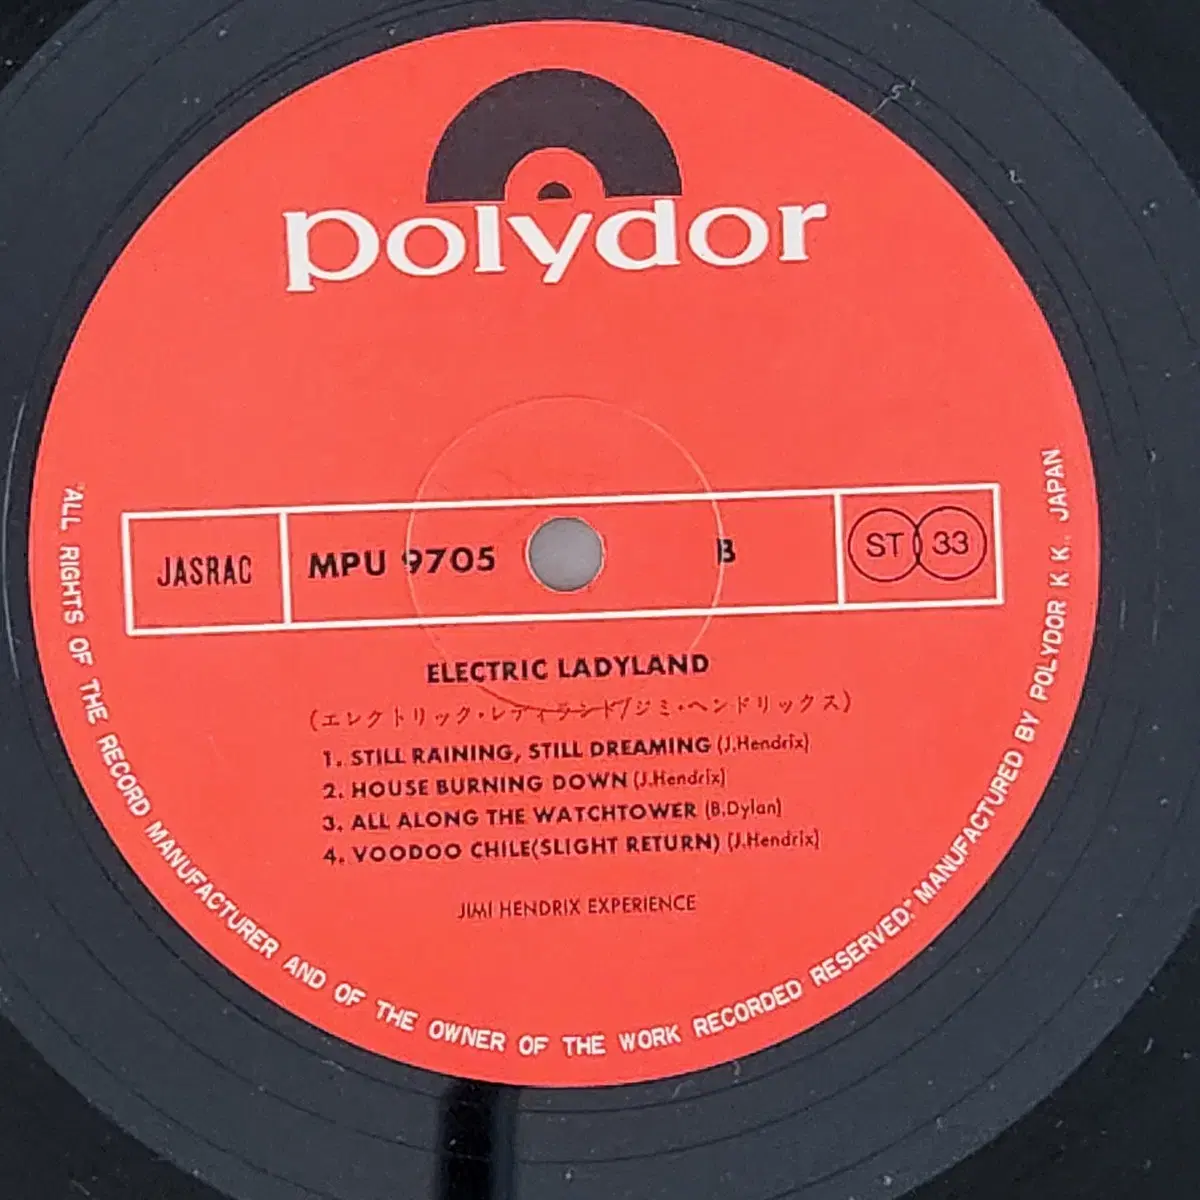 polydor
JASRAC MPU 9705 B ST 33
ELECTRIC LADYLAND
(エレクトリック・レディランド/ジミ・ヘンドリックス)
1. STILL RAINING, STILL DREAMING (J.Hendrix)
2. HOUSE BURNING DOWN (J.Hendrix)
3. ALL ALONG THE WATCHTOWER (B.Dylan)
4. VOODOO CHILE(SLIGHT RETURN) (J.Hendrix)
JIMI HENDRIX EXPERIENCE
"ALL RIGHTS OF THE RECORD MANUFACTURER AND OF THE OWNER OF THE WORK RECORDED RESERVED." MANUFACTURED BY POLYDOR K K., JAPAN